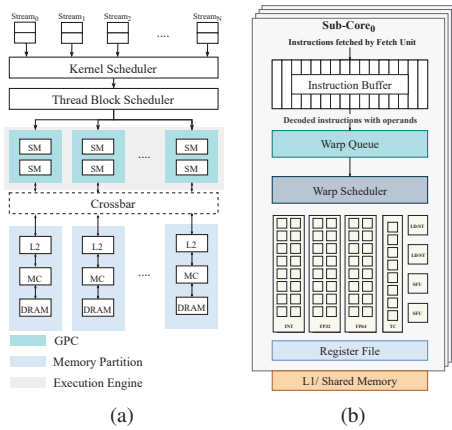 Stream0 Stream1 Stream2 .... StreamN
Kernel Scheduler
Thread Block Scheduler
SM SM SM
SM SM .... SM
Crossbar
L2 L2 L2
MC MC .... MC
DRAM DRAM DRAM
GPC
Memory Partition
Execution Engine
(a)
Sub-Core0
Instructions fetched by Fetch Unit
Instruction Buffer
Decoded instructions with operands
Warp Queue
Warp Scheduler
LD/ST
LD/ST
SFU
SFU
INT FP32 FP64 TC
Register File
L1/ Shared Memory
(b)